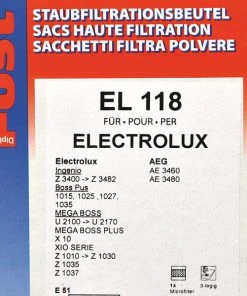 STAUBFILTRATIONSBEUTEL
SACS HAUTE FILTRATION
SACCHETTI FILTRA POLVERE
EL 118
FÜR • POUR • PER
ELECTROLUX
Electrolux AEG
Ingenio AE 3460
Z 3400 -> Z 3482 AE 3480
Boss Pus
1015, 1025 ,1027,
1035
MEGA BOSS
U 2100 -> U 2170
MEGA BOSS PLUS
X 10
XIO SERIE
Z 1010 -> Z 1030
Z 1035
Z 1037
1x 3-lagig
Microfilter
E 51